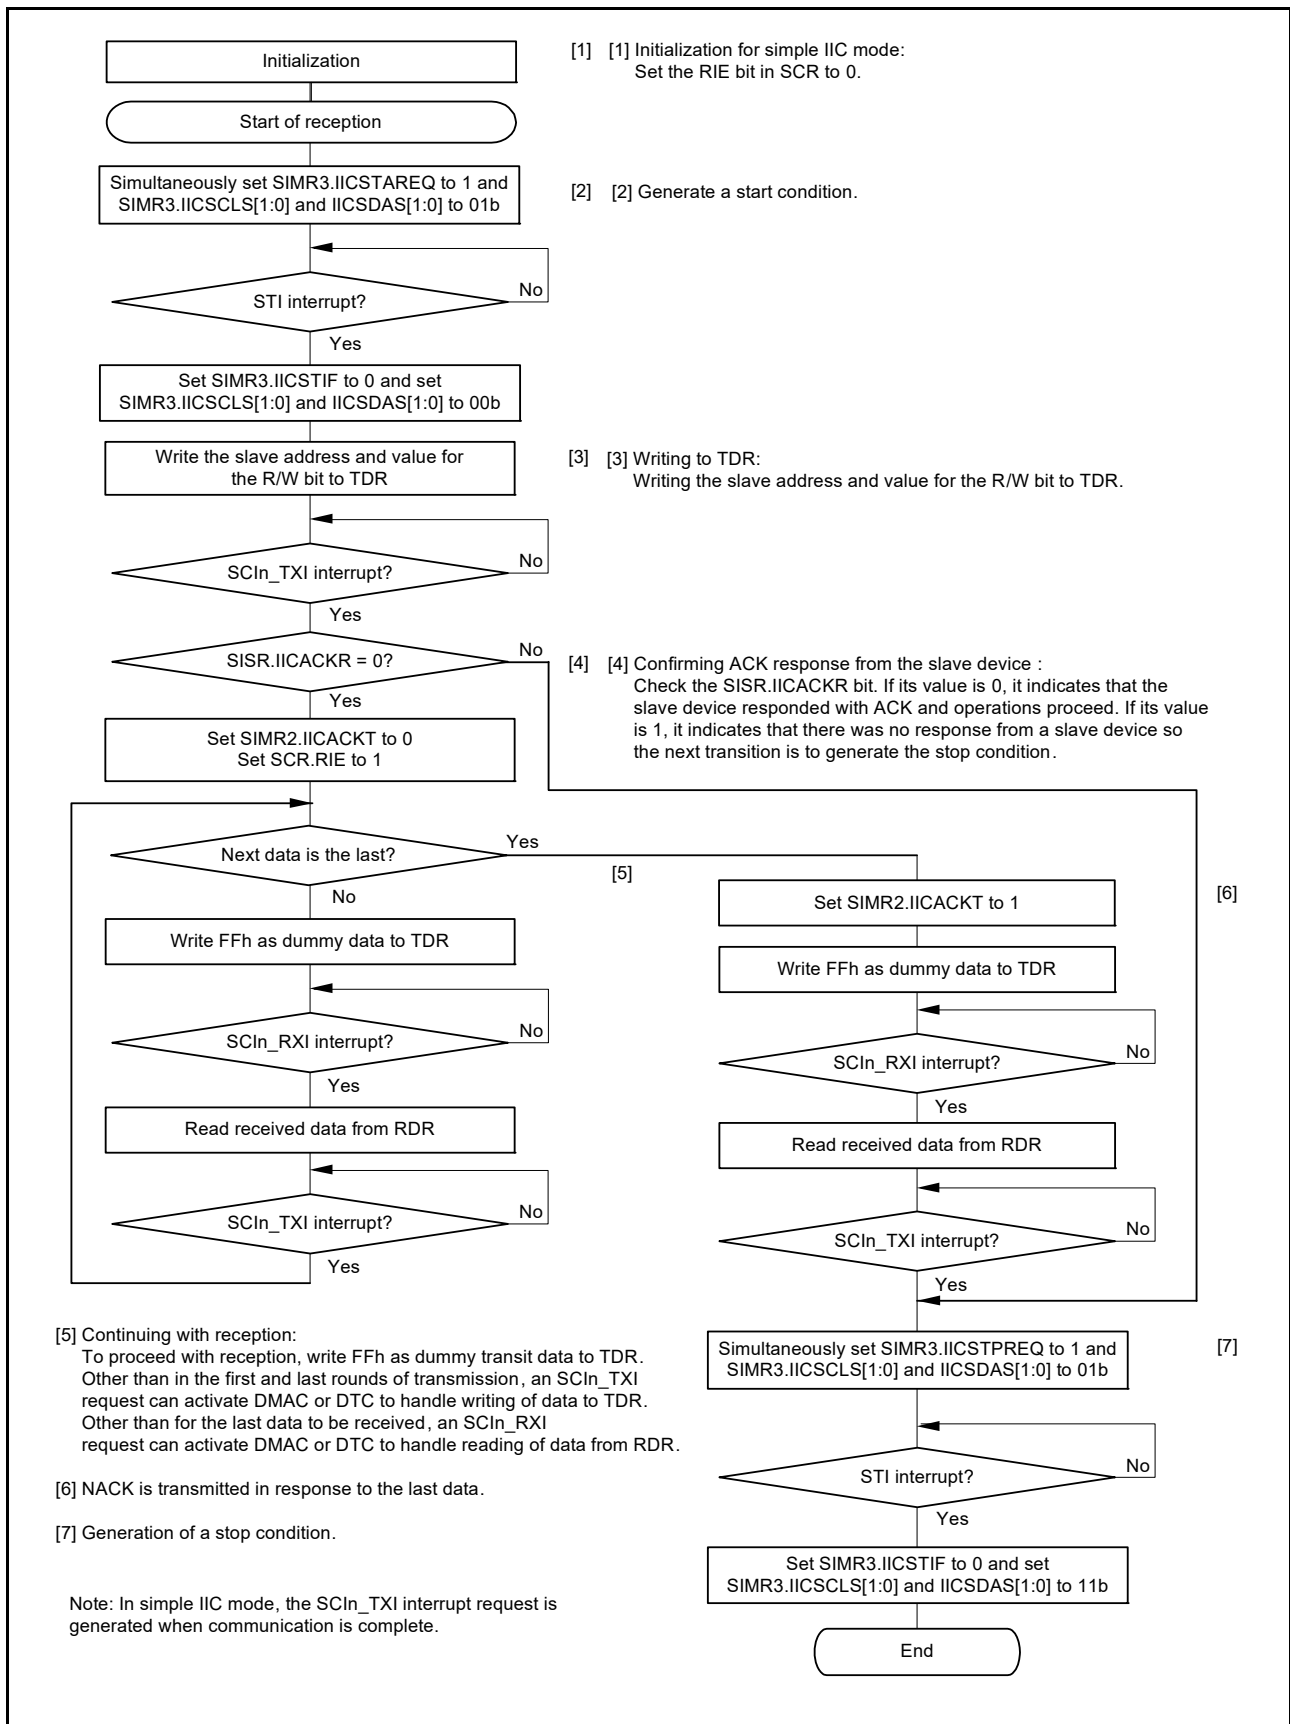 Initialization
[1] [1] Initialization for simple IIC mode:
Set the RIE bit in SCR to 0.
Start of reception
Simultaneously set SIMR3.IICSTAREQ to 1 and
SIMR3.IICSCLS[1:0] and IICSDAS[1:0] to 01b
[2] [2] Generate a start condition.
No
STI interrupt?
Yes
Set SIMR3.IICSTIF to 0 and set
SIMR3.IICSCLS[1:0] and IICSDAS[1:0] to 00b
Write the slave address and value for
the R/W bit to TDR
[3] [3] Writing to TDR:
Writing the slave address and value for the R/W bit to TDR.
No
SCIn_TXI interrupt?
Yes
No
SISR.IICACKR = 0?
Yes
[4] [4] Confirming ACK response from the slave device :
Check the SISR.IICACKR bit. If its value is 0, it indicates that the
slave device responded with ACK and operations proceed. If its value
is 1, it indicates that there was no response from a slave device so
the next transition is to generate the stop condition.
Set SIMR2.IICACKT to 0
Set SCR.RIE to 1
Yes
Next data is the last?
[5]
No
Write FFh as dummy data to TDR
No
SCIn_RXI interrupt?
Yes
Read received data from RDR
No
SCIn_TXI interrupt?
Yes
[6]
Set SIMR2.IICACKT to 1
Write FFh as dummy data to TDR
No
SCIn_RXI interrupt?
Yes
Read received data from RDR
No
SCIn_TXI interrupt?
Yes
Simultaneously set SIMR3.IICSTPREQ to 1 and
SIMR3.IICSCLS[1:0] and IICSDAS[1:0] to 01b
[7]
No
STI interrupt?
Yes
Set SIMR3.IICSTIF to 0 and set
SIMR3.IICSCLS[1:0] and IICSDAS[1:0] to 11b
End
[5] Continuing with reception:
To proceed with reception, write FFh as dummy transit data to TDR.
Other than in the first and last rounds of transmission, an SCIn_TXI
request can activate DMAC or DTC to handle writing of data to TDR.
Other than for the last data to be received, an SCIn_RXI
request can activate DMAC or DTC to handle reading of data from RDR.
[6] NACK is transmitted in response to the last data.
[7] Generation of a stop condition.
Note: In simple IIC mode, the SCIn_TXI interrupt request is
generated when communication is complete.